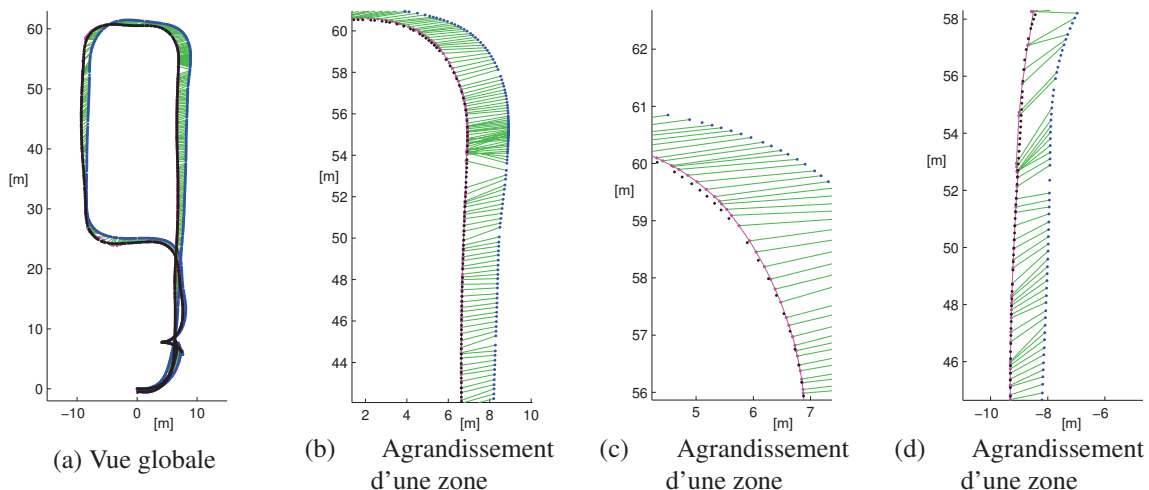 60
50
40
[m]
30
20
10
0
−10
0
10
[m]
(a) Vue globale
60
58
56
54
[m]
52
50
48
46
44
2
4
6
8
10
[m]
(b) Agrandissement
d'une zone
62
61
60
[m]
59
58
57
56
5
6
7
[m]
(c) Agrandissement
d'une zone
58
56
54
[m]
52
50
48
46
−10
−8
−6
[m]
(d) Agrandissement
d'une zone